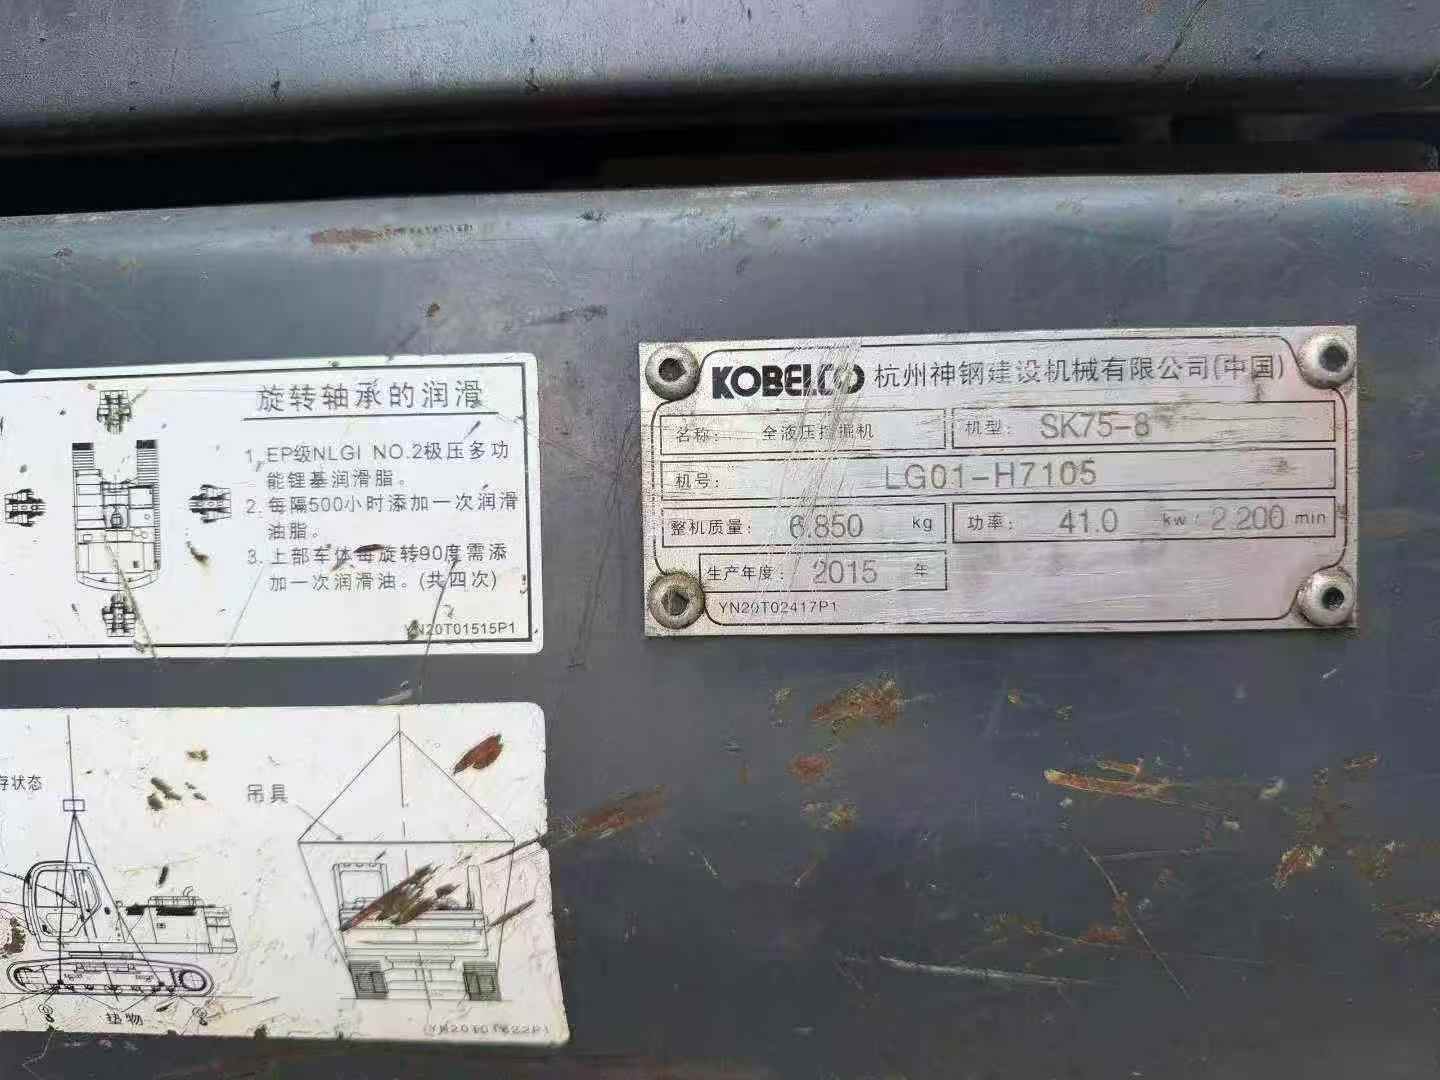 旋转轴承的润滑
1. EP级NLGI NO.2极压多功
能锂基润滑脂。
2. 每隔500小时添加一次润滑
油脂。
3. 上部车体每旋转90度需添
加一次润滑油。(共四次)
YN20T01515P1
KOBELCO 杭州神钢建设机械有限公司(中国)
名称: 全液压挖掘机 机型: SK75-8
机号: LG01-H7105
整机质量: 6.850 kg 功率: 41.0 kw/ 2.200 min
生产年度: 2015 年
YN20T02417P1
存状态
吊具
垫物